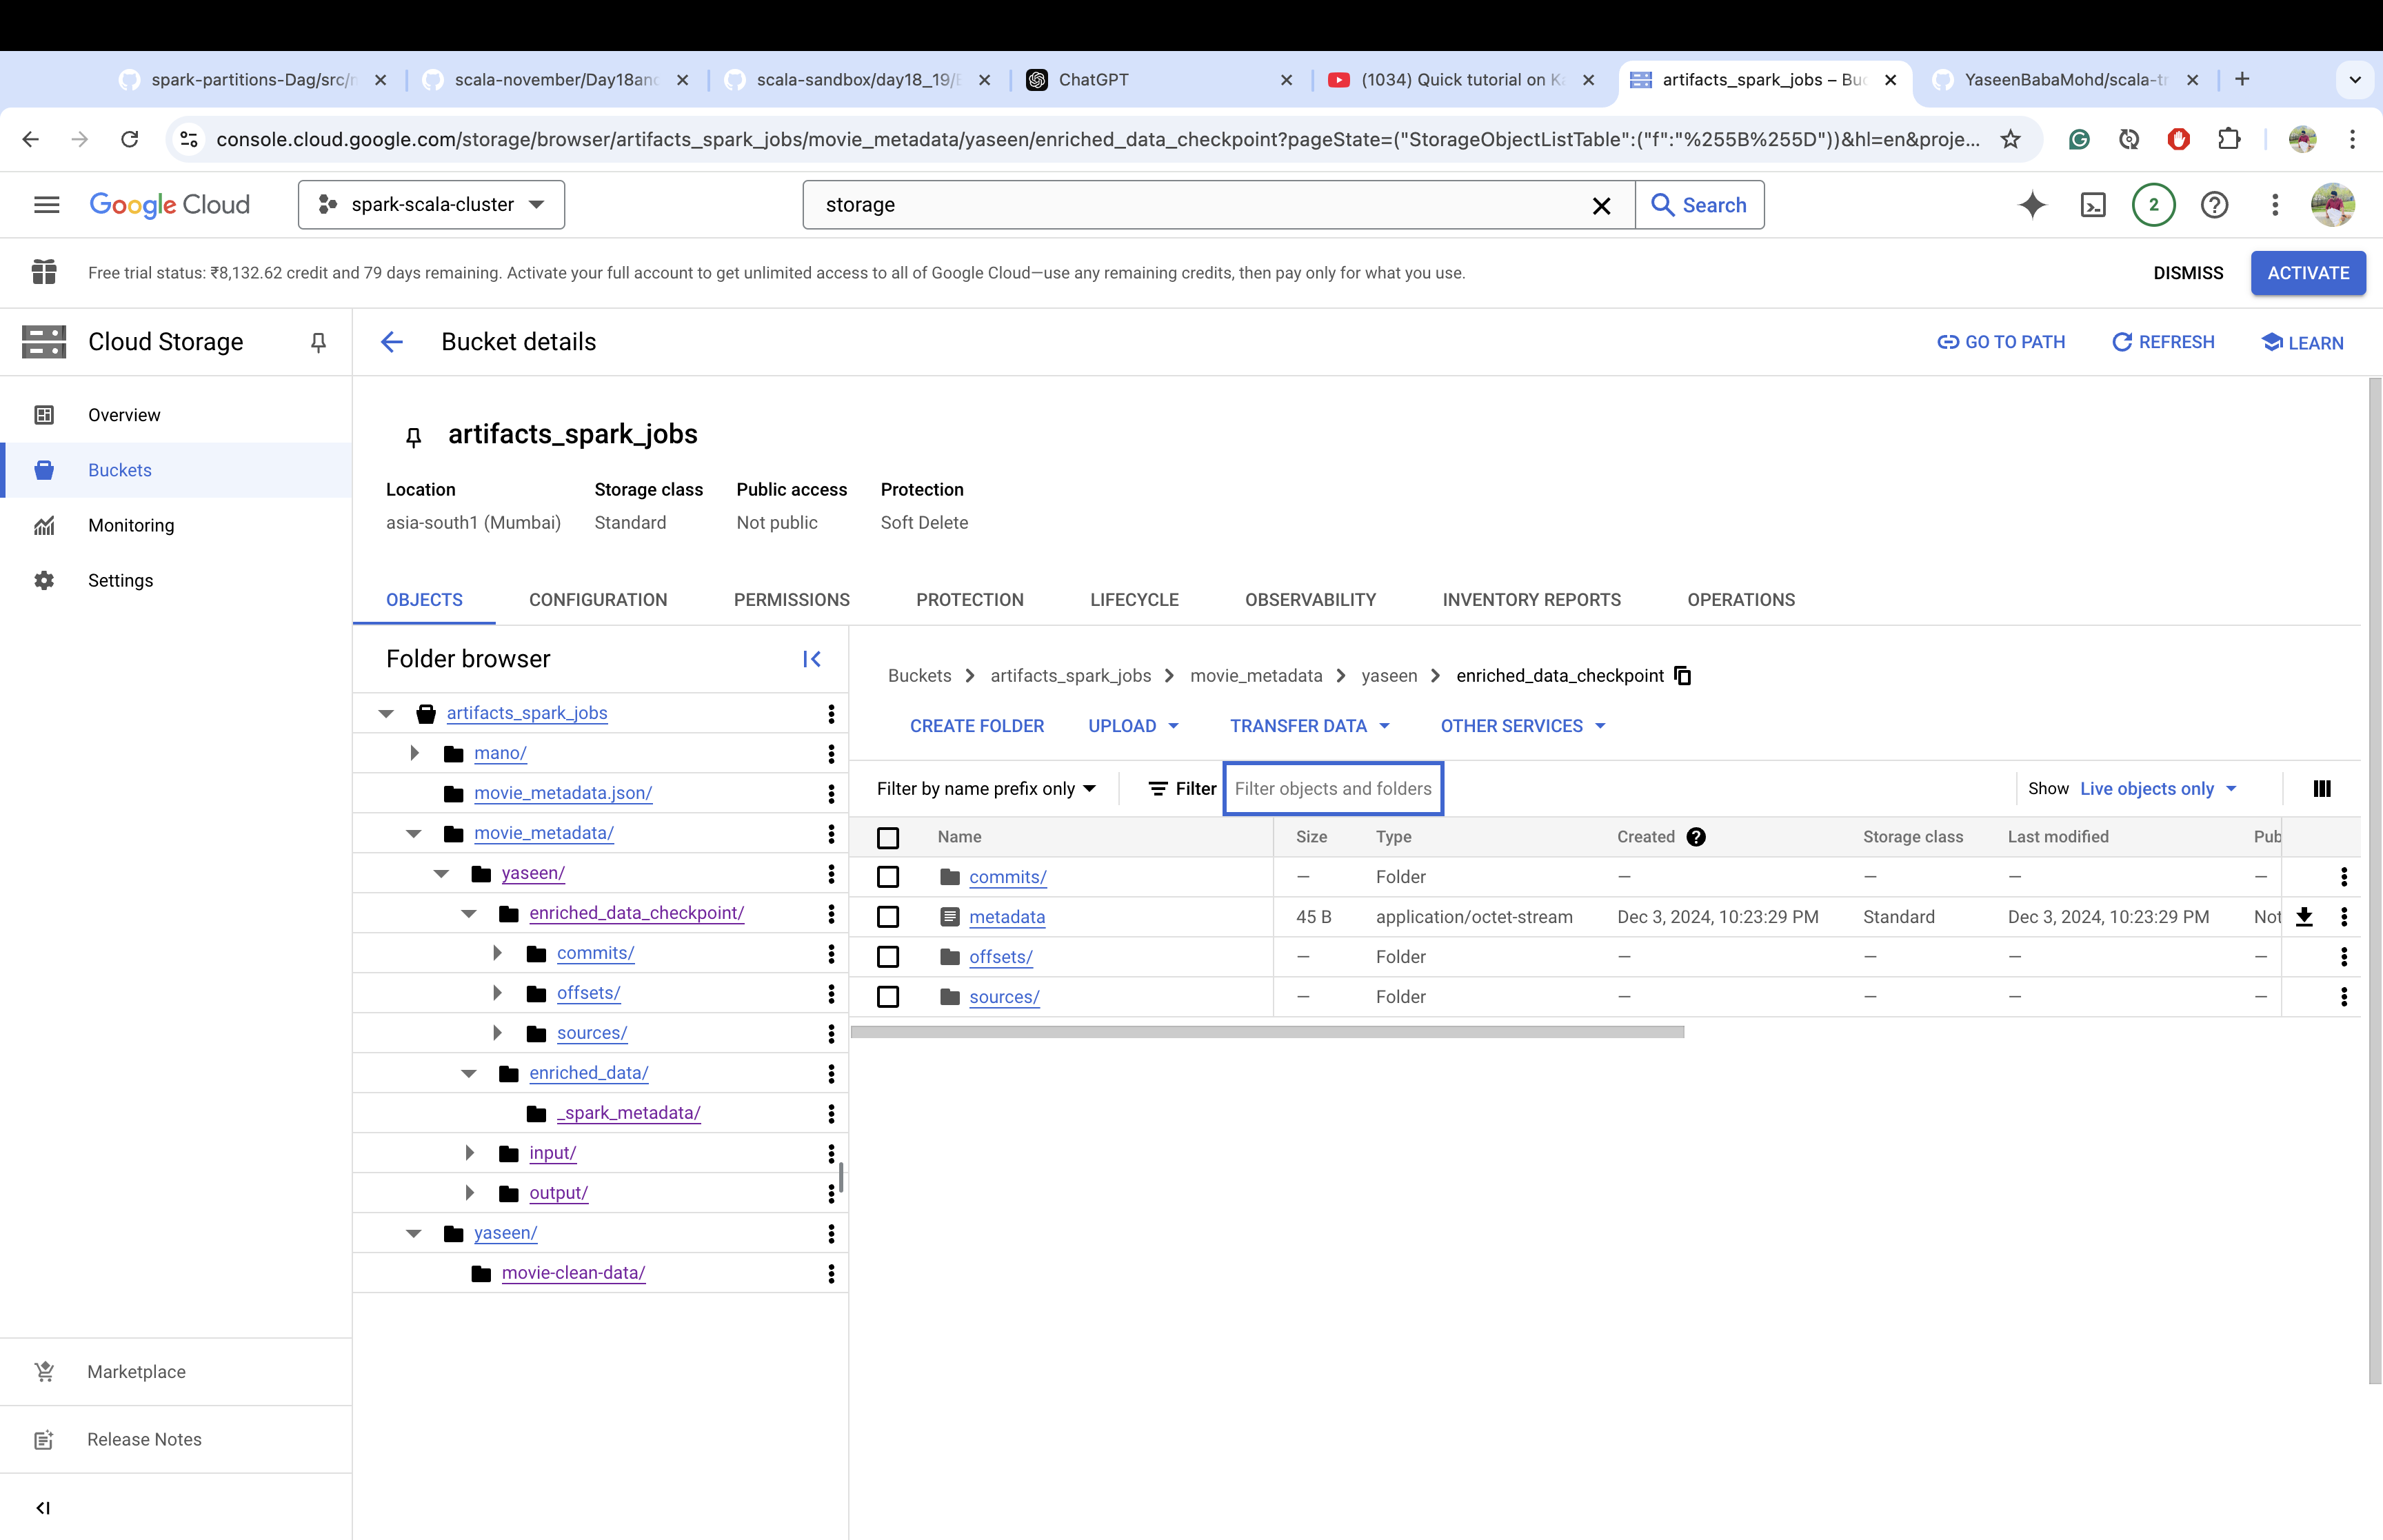 spark-partitions-Dag/src/m
scala-november/Day18and
scala-sandbox/day18_19/E
ChatGPT
(1034) Quick tutorial on Ka
artifacts_spark_jobs – Buc
YaseenBabaMohd/scala-tr
console.cloud.google.com/storage/browser/artifacts_spark_jobs/movie_metadata/yaseen/enriched_data_checkpoint?pageState=("StorageObjectListTable":("f":"%255B%255D"))&hl=en&proje...
Google Cloud
spark-scala-cluster
storage
Search
2
Free trial status: ₹8,132.62 credit and 79 days remaining. Activate your full account to get unlimited access to all of Google Cloud—use any remaining credits, then pay only for what you use.
DISMISS
ACTIVATE
Cloud Storage
Bucket details
GO TO PATH
REFRESH
LEARN
Overview
Buckets
Monitoring
Settings
Marketplace
Release Notes
artifacts_spark_jobs
Location Storage class Public access Protection
asia-south1 (Mumbai) Standard Not public Soft Delete
OBJECTS CONFIGURATION PERMISSIONS PROTECTION LIFECYCLE OBSERVABILITY INVENTORY REPORTS OPERATIONS
Folder browser
artifacts_spark_jobs
mano/
movie_metadata.json/
movie_metadata/
yaseen/
enriched_data_checkpoint/
commits/
offsets/
sources/
enriched_data/
_spark_metadata/
input/
output/
yaseen/
movie-clean-data/
Buckets > artifacts_spark_jobs > movie_metadata > yaseen > enriched_data_checkpoint
CREATE FOLDER UPLOAD TRANSFER DATA OTHER SERVICES
Filter by name prefix only Filter Filter objects and folders Show Live objects only
Name Size Type Created Storage class Last modified Pub
commits/ — Folder — — — —
metadata 45 B application/octet-stream Dec 3, 2024, 10:23:29 PM Standard Dec 3, 2024, 10:23:29 PM Not
offsets/ — Folder — — — —
sources/ — Folder — — — —